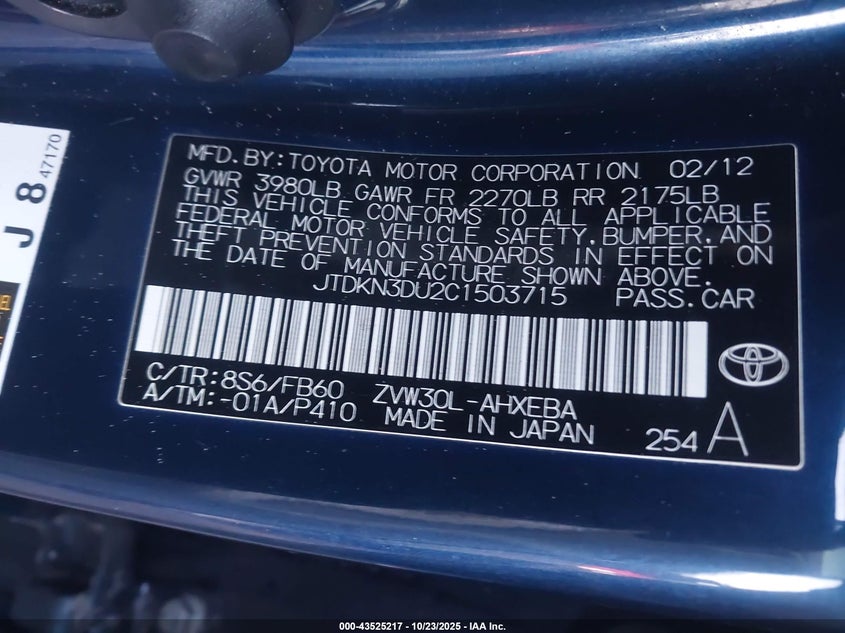 MFD.BY:TOYOTA MOTOR CORPORATION 02/12
GVWR 3980LB GAWR FR 2270LB RR 2175LB
THIS VEHICLE CONFORMS TO ALL APPLICABLE
FEDERAL MOTOR VEHICLE SAFETY,BUMPER,AND
THEFT PREVENTION STANDARDS IN EFFECT ON
THE DATE OF MANUFACTURE SHOWN ABOVE.
JTDKN3DU2C1503715 PASS.CAR
C/TR:8S6/FB60 ZVW30L-AHXEBA
A/TM:-01A/P410 MADE IN JAPAN 254 A
J 8
47170
000-43525217 - 10/23/2025 - IAA Inc.